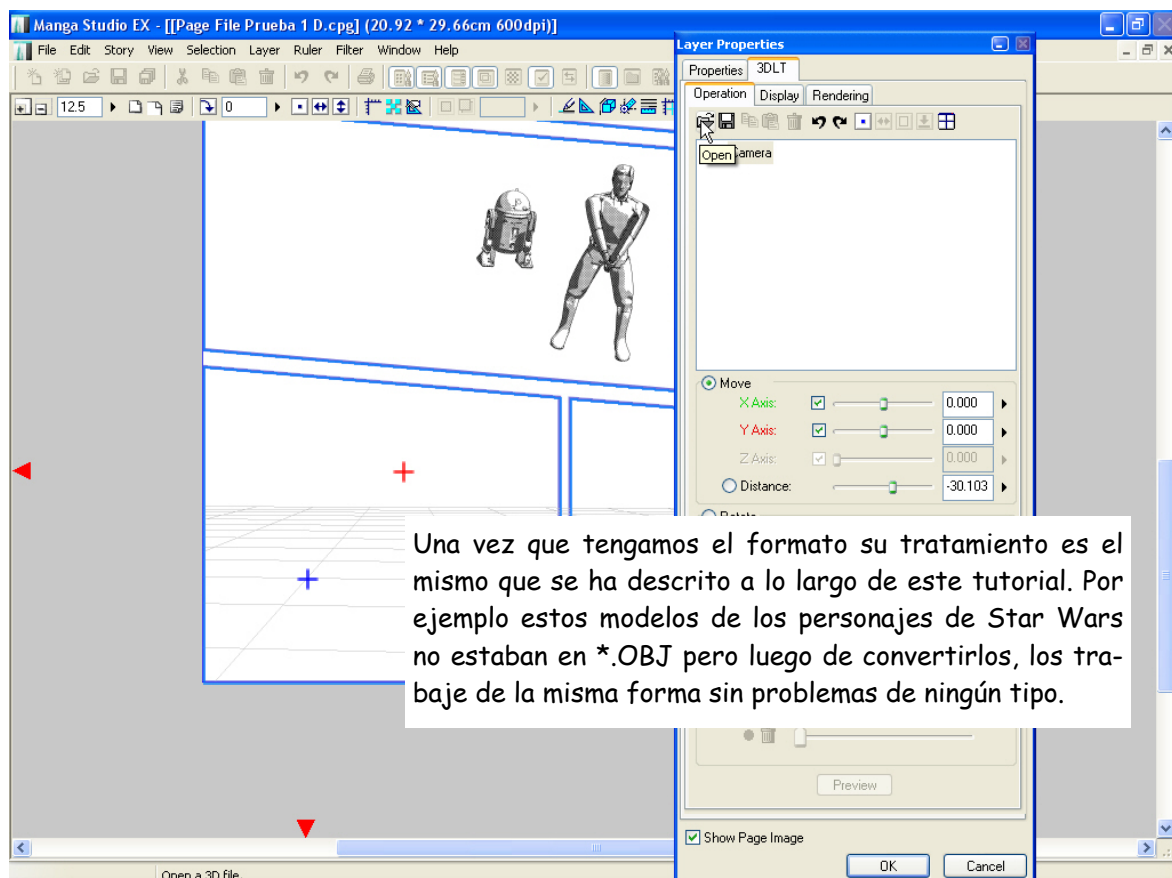 Manga Studio EX - [[Page File Prueba 1 D.cpg] (20.92 * 29.66cm 600dpi)]
File Edit Story View Selection Layer Ruler Filter Window Help
12.5
0
Layer Properties
Properties 3DLT
Operation Display Rendering
Open
amera
Move
X Axis: 0.000
Y Axis: 0.000
Z Axis: 0.000
Distance: -30.103
Una vez que tengamos el formato su tratamiento es el
mismo que se ha descrito a lo largo de este tutorial. Por
ejemplo estos modelos de los personajes de Star Wars
no estaban en *.OBJ pero luego de convertirlos, los tra-
baje de la misma forma sin problemas de ningún tipo.
Preview
Show Page Image
OK Cancel
Open a 3D file.